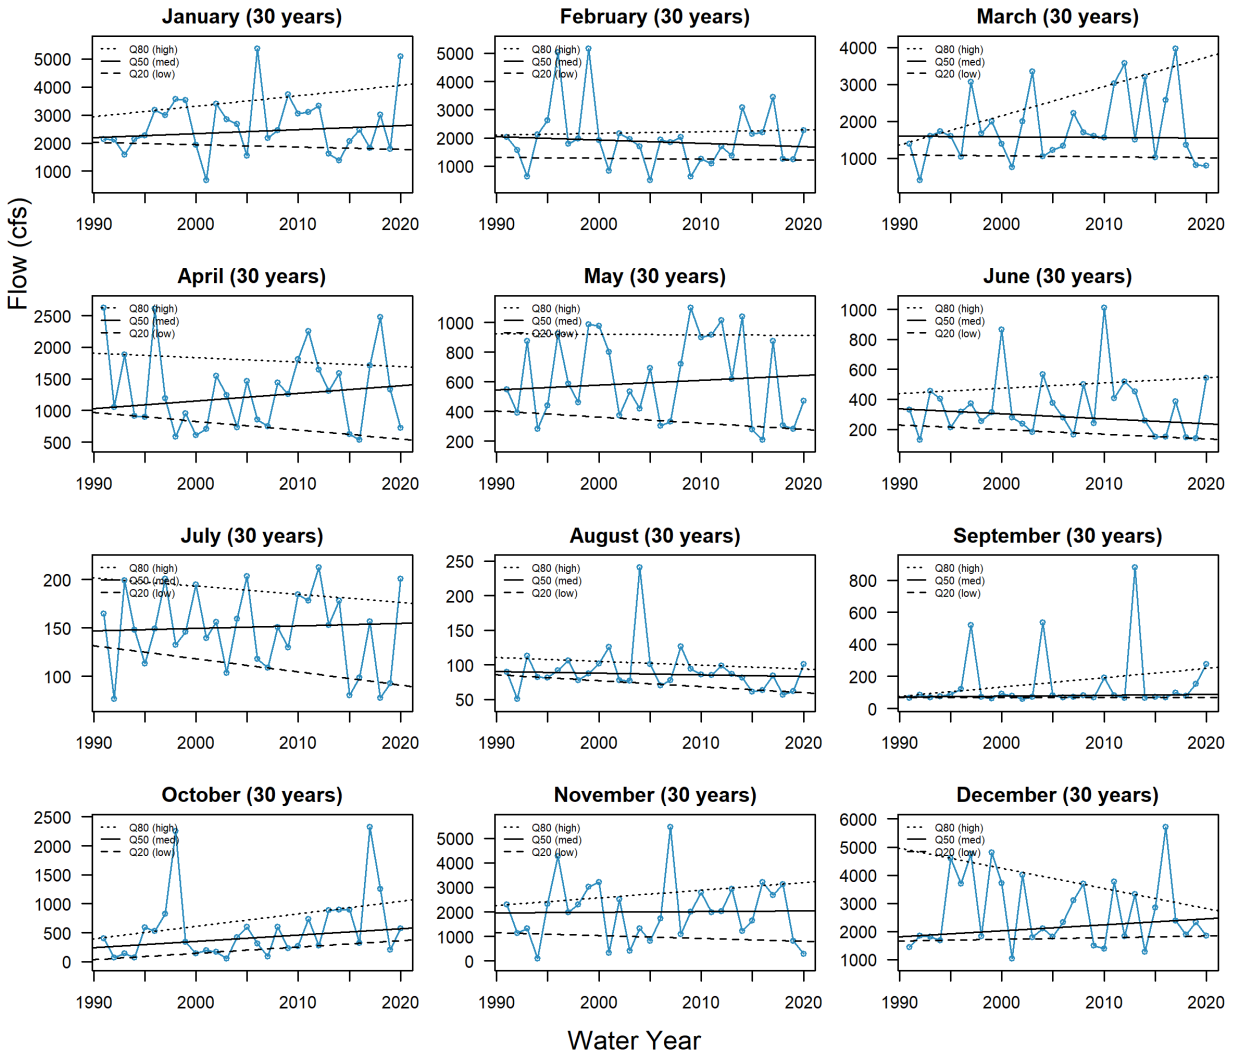 January (30 years)
Q80 (high)
Q50 (med)
Q20 (low)
5000
4000
3000
2000
1000
1990 2000 2010 2020
February (30 years)
Q80 (high)
Q50 (med)
Q20 (low)
5000
4000
3000
2000
1000
1990 2000 2010 2020
March (30 years)
Q80 (high)
Q50 (med)
Q20 (low)
4000
3000
2000
1000
1990 2000 2010 2020
Flow (cfs)
April (30 years)
Q80 (high)
Q50 (med)
Q20 (low)
2500
2000
1500
1000
500
1990 2000 2010 2020
May (30 years)
Q80 (high)
Q50 (med)
Q20 (low)
1000
800
600
400
200
1990 2000 2010 2020
June (30 years)
Q80 (high)
Q50 (med)
Q20 (low)
1000
800
600
400
200
1990 2000 2010 2020
July (30 years)
Q80 (high)
Q50 (med)
Q20 (low)
200
150
100
1990 2000 2010 2020
August (30 years)
Q80 (high)
Q50 (med)
Q20 (low)
250
200
150
100
50
1990 2000 2010 2020
September (30 years)
Q80 (high)
Q50 (med)
Q20 (low)
800
600
400
200
0
1990 2000 2010 2020
October (30 years)
Q80 (high)
Q50 (med)
Q20 (low)
2500
2000
1500
1000
500
0
1990 2000 2010 2020
November (30 years)
Q80 (high)
Q50 (med)
Q20 (low)
5000
4000
3000
2000
1000
0
1990 2000 2010 2020
December (30 years)
Q80 (high)
Q50 (med)
Q20 (low)
6000
5000
4000
3000
2000
1000
1990 2000 2010 2020
Water Year